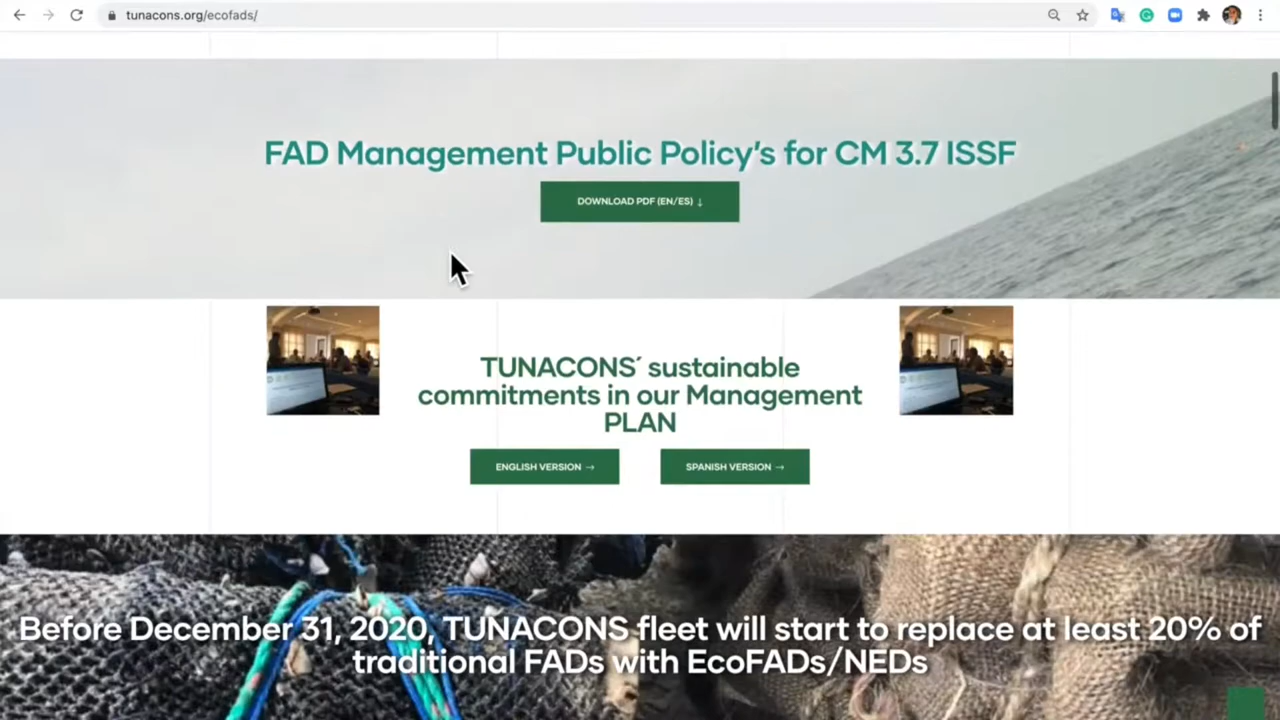 tunacons.org/ecofads/
FAD Management Public Policy's for CM 3.7 ISSF
DOWNLOAD PDF (EN/ES) ↓
TUNACONS´ sustainable
commitments in our Management
PLAN
ENGLISH VERSION →
SPANISH VERSION →
Before December 31, 2020, TUNACONS fleet will start to replace at least 20% of
traditional FADs with EcoFADs/NEDs